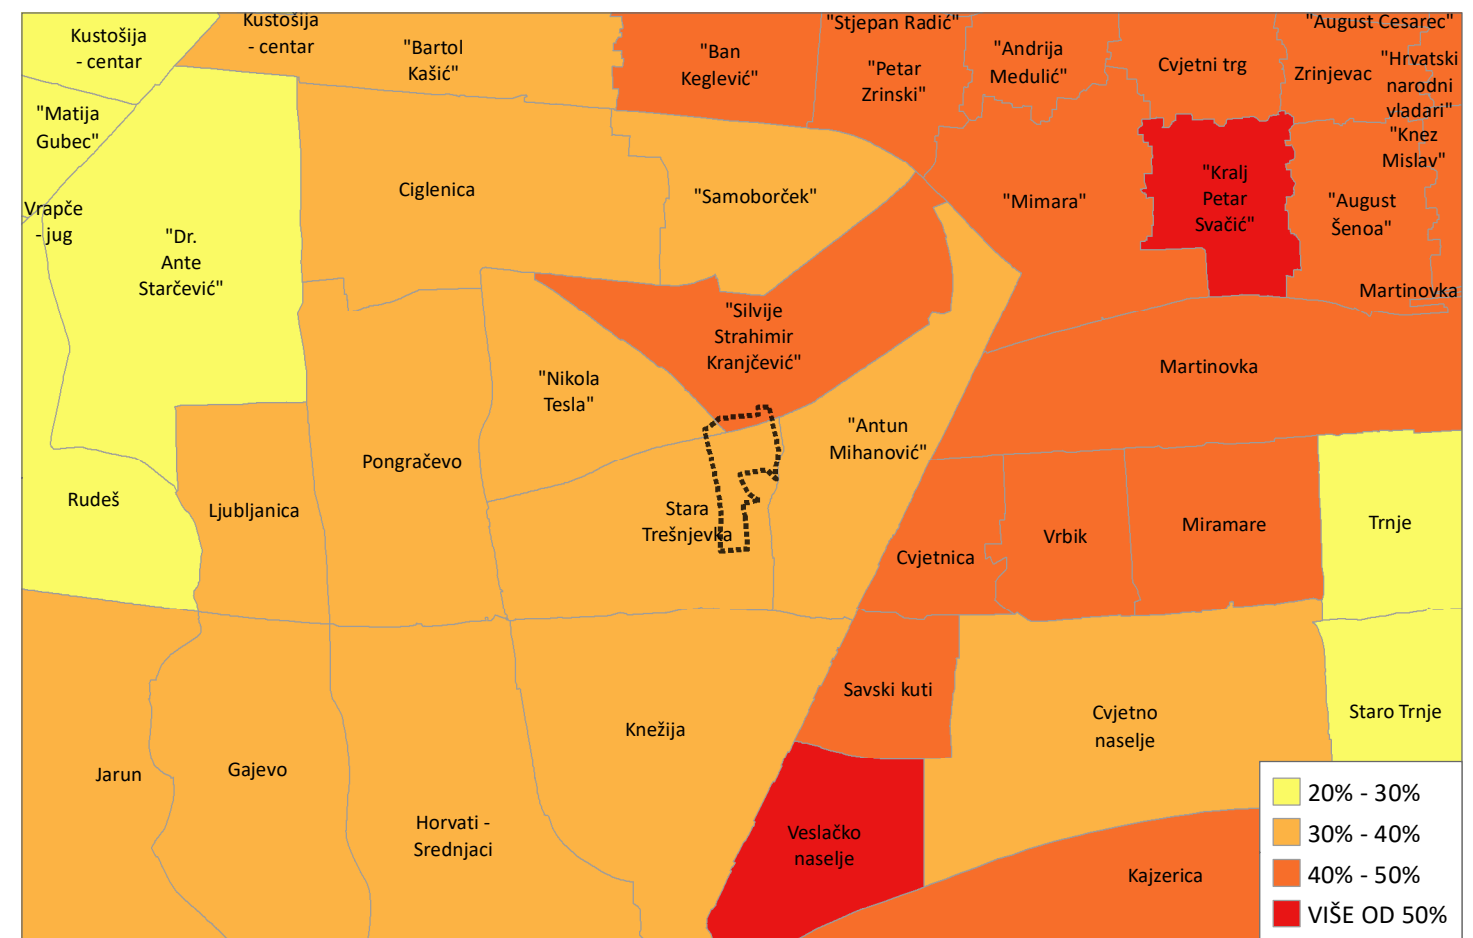 Kustošija
- centar
Kustošija
- centar
"Bartol
Kašić"
"Ban
Keglević"
"Stjepan Radić"
"Petar
Zrinski"
"Andrija
Medulić"
Cvjetni trg
"August Cesarec"
Zrinjevac
"Hrvatski
narodni
vladari"
"Knez
Mislav"
"Matija
Gubec"
Vrapče
- jug
"Dr.
Ante
Starčević"
Ciglenica
"Samoborček"
"Mimara"
"Kralj
Petar
Svačić"
"August
Šenoa"
Martinovka
"Silvije
Strahimir
Kranjčević"
Martinovka
"Nikola
Tesla"
"Antun
Mihanović"
Pongračevo
Rudeš
Ljubljanica
Stara
Trešnjevka
Cvjetnica
Vrbik
Miramare
Trnje
Savski kuti
Cvjetno
naselje
Staro Trnje
Knežija
Jarun
Gajevo
Horvati -
Srednjaci
Veslačko
naselje
Kajzerica
20% - 30%
30% - 40%
40% - 50%
VIŠE OD 50%